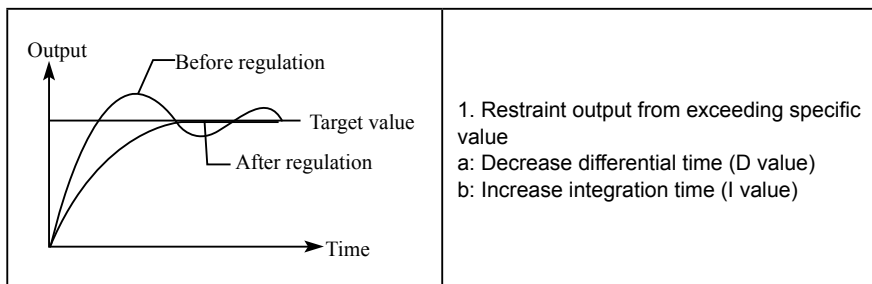 Output
Before regulation
Target value
After regulation
Time
1. Restraint output from exceeding specific
value
a: Decrease differential time (D value)
b: Increase integration time (I value)